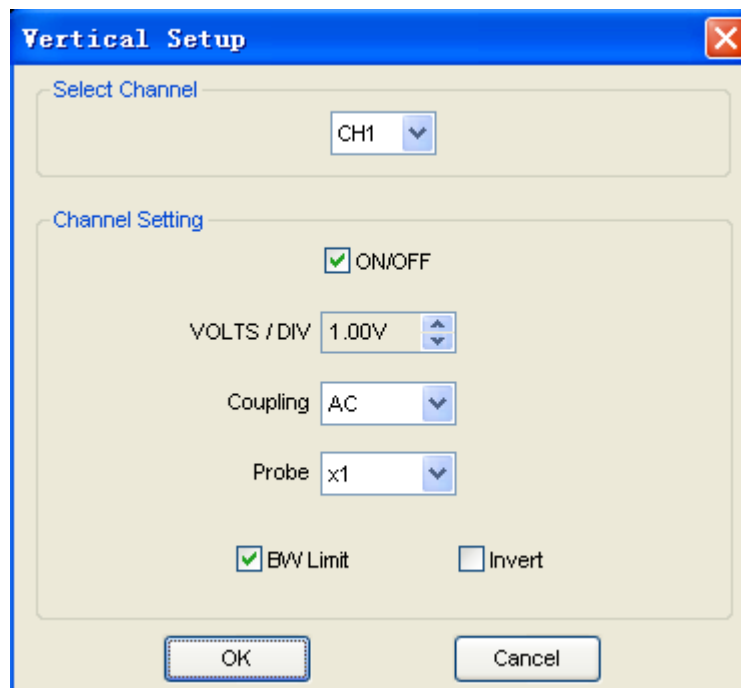 Vertical Setup
Select Channel
CH1
Channel Setting
ON/OFF
VOLTS / DIV 1.00V
Coupling AC
Probe x1
BW Limit Invert
OK Cancel